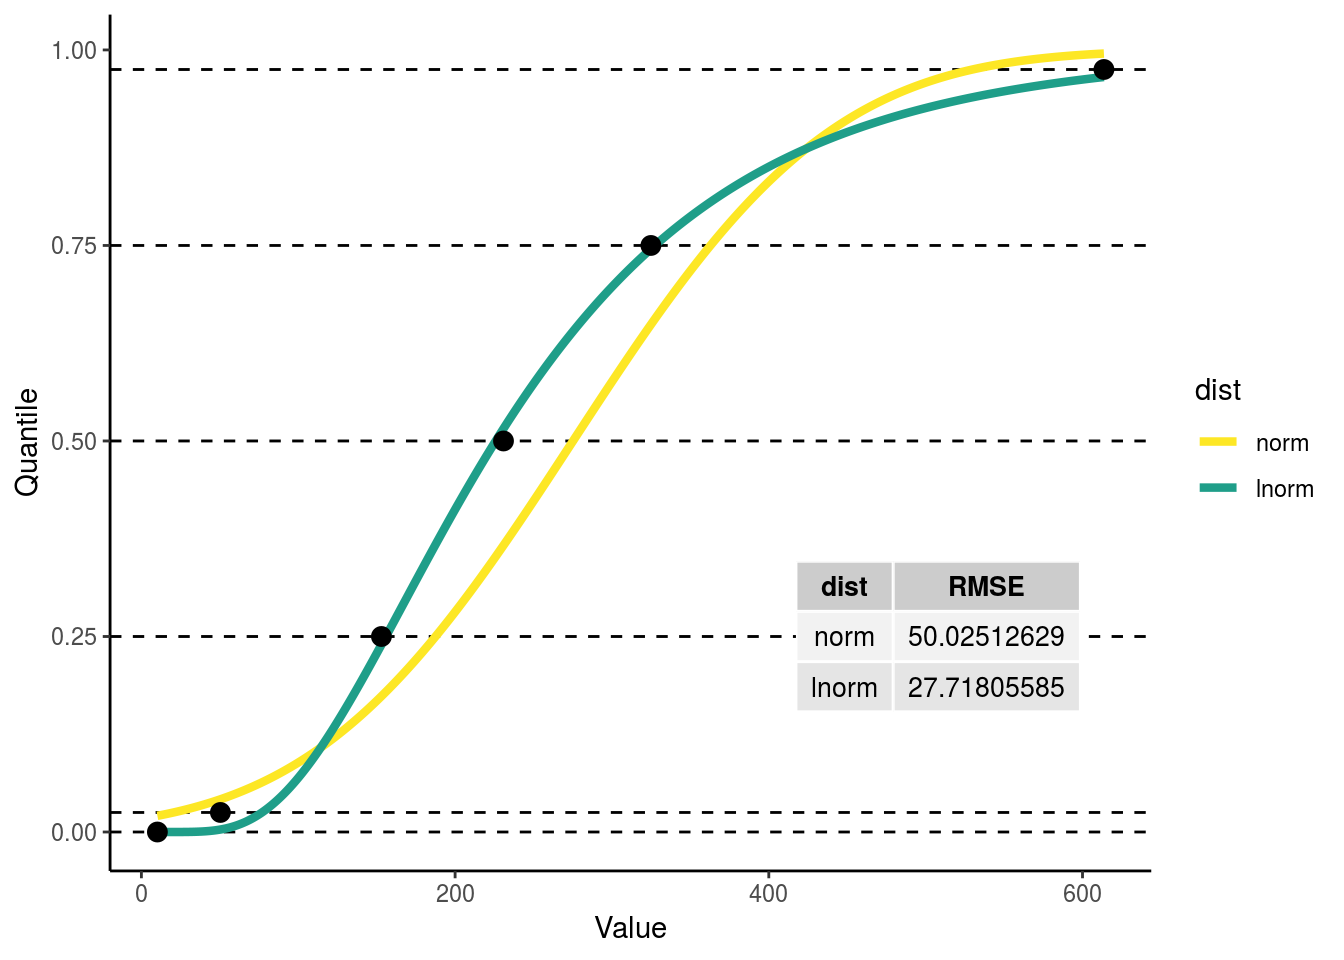 1.00
0.75
0.50
0.25
0.00
Quantile
0 200 400 600
Value
dist
norm
lnorm
dist RMSE
norm 50.02512629
lnorm 27.71805585